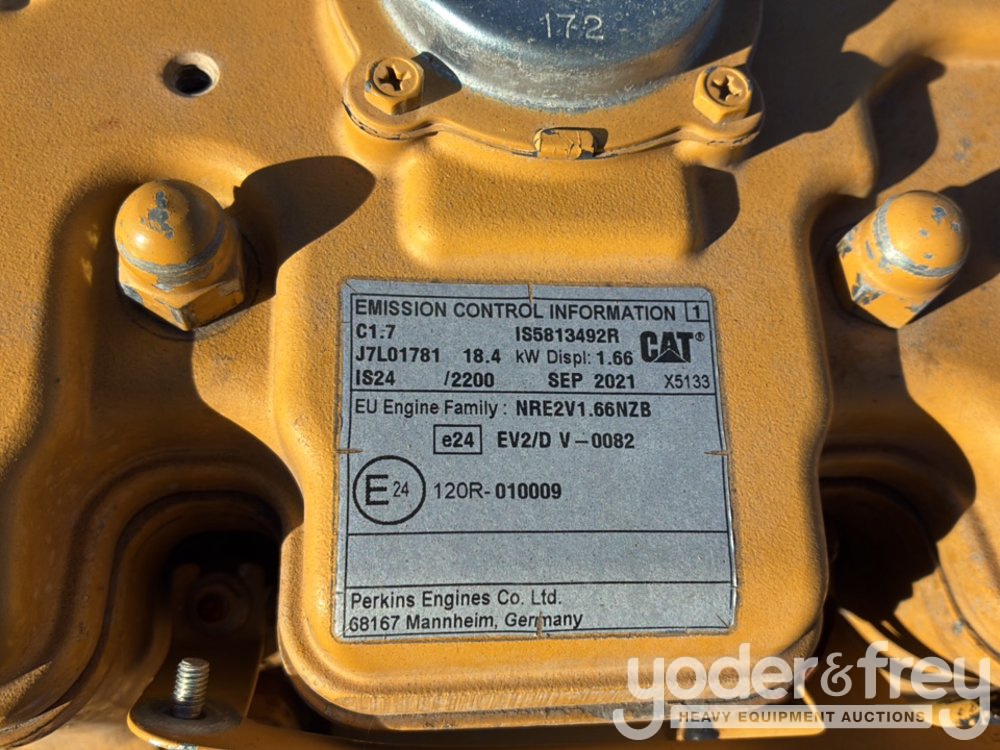 172
EMISSION CONTROL INFORMATION 1
C1.7 IS5813492R CAT®
J7L01781 18.4 kW Displ: 1.66
IS24 /2200 SEP 2021 X5133
EU Engine Family : NRE2V1.66NZB
e24 EV2/D V-0082
E24 120R-010009
Perkins Engines Co. Ltd.
68167 Mannheim, Germany
yoder&frey
HEAVY EQUIPMENT AUCTIONS